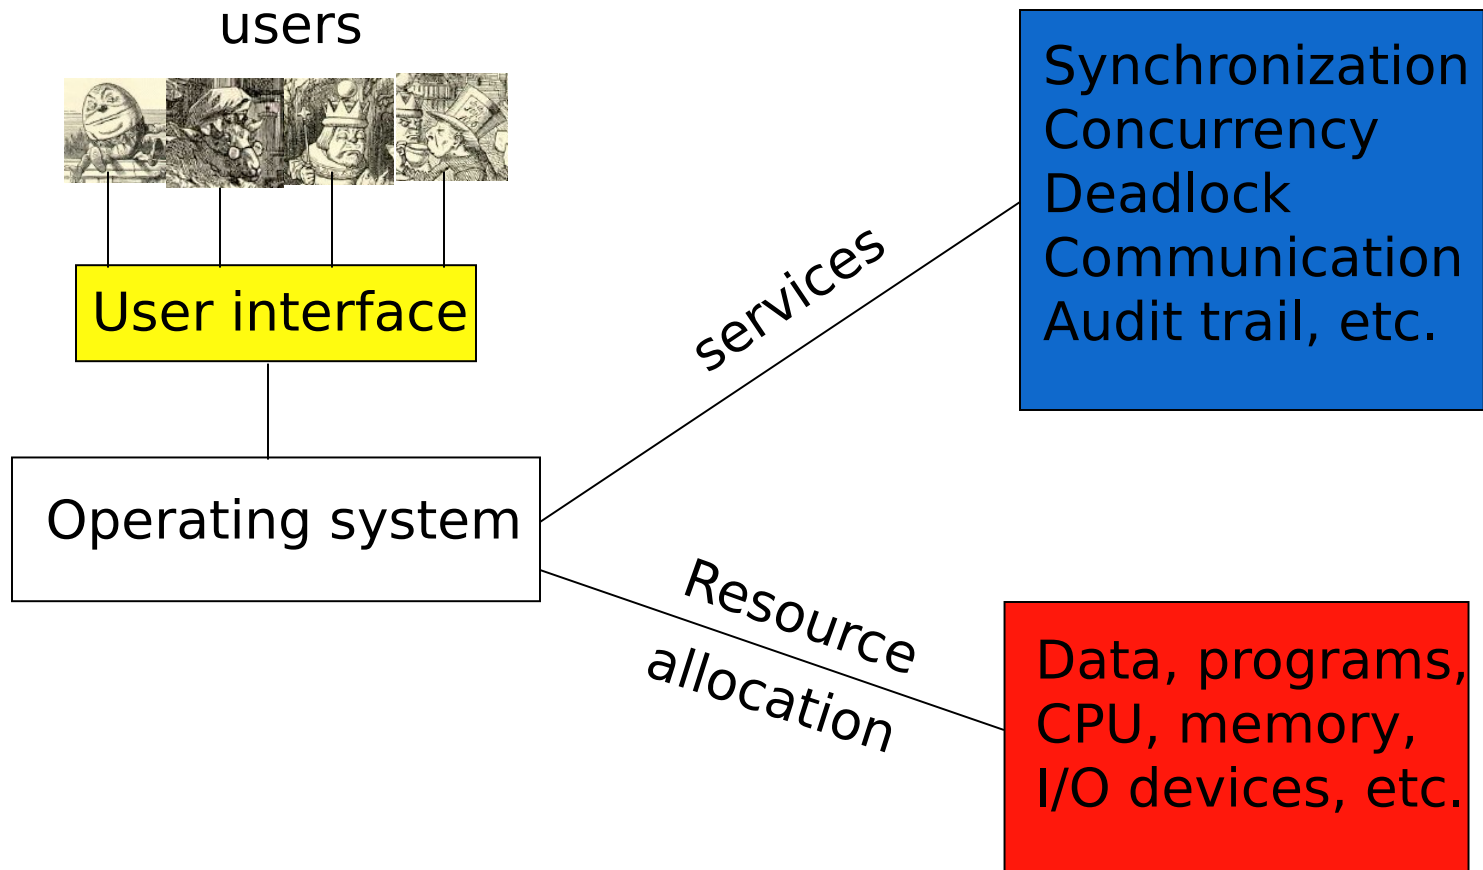 users
User interface
Operating system
services
Synchronization
Concurrency
Deadlock
Communication
Audit trail, etc.
Resource
allocation
Data, programs,
CPU, memory,
I/O devices, etc.